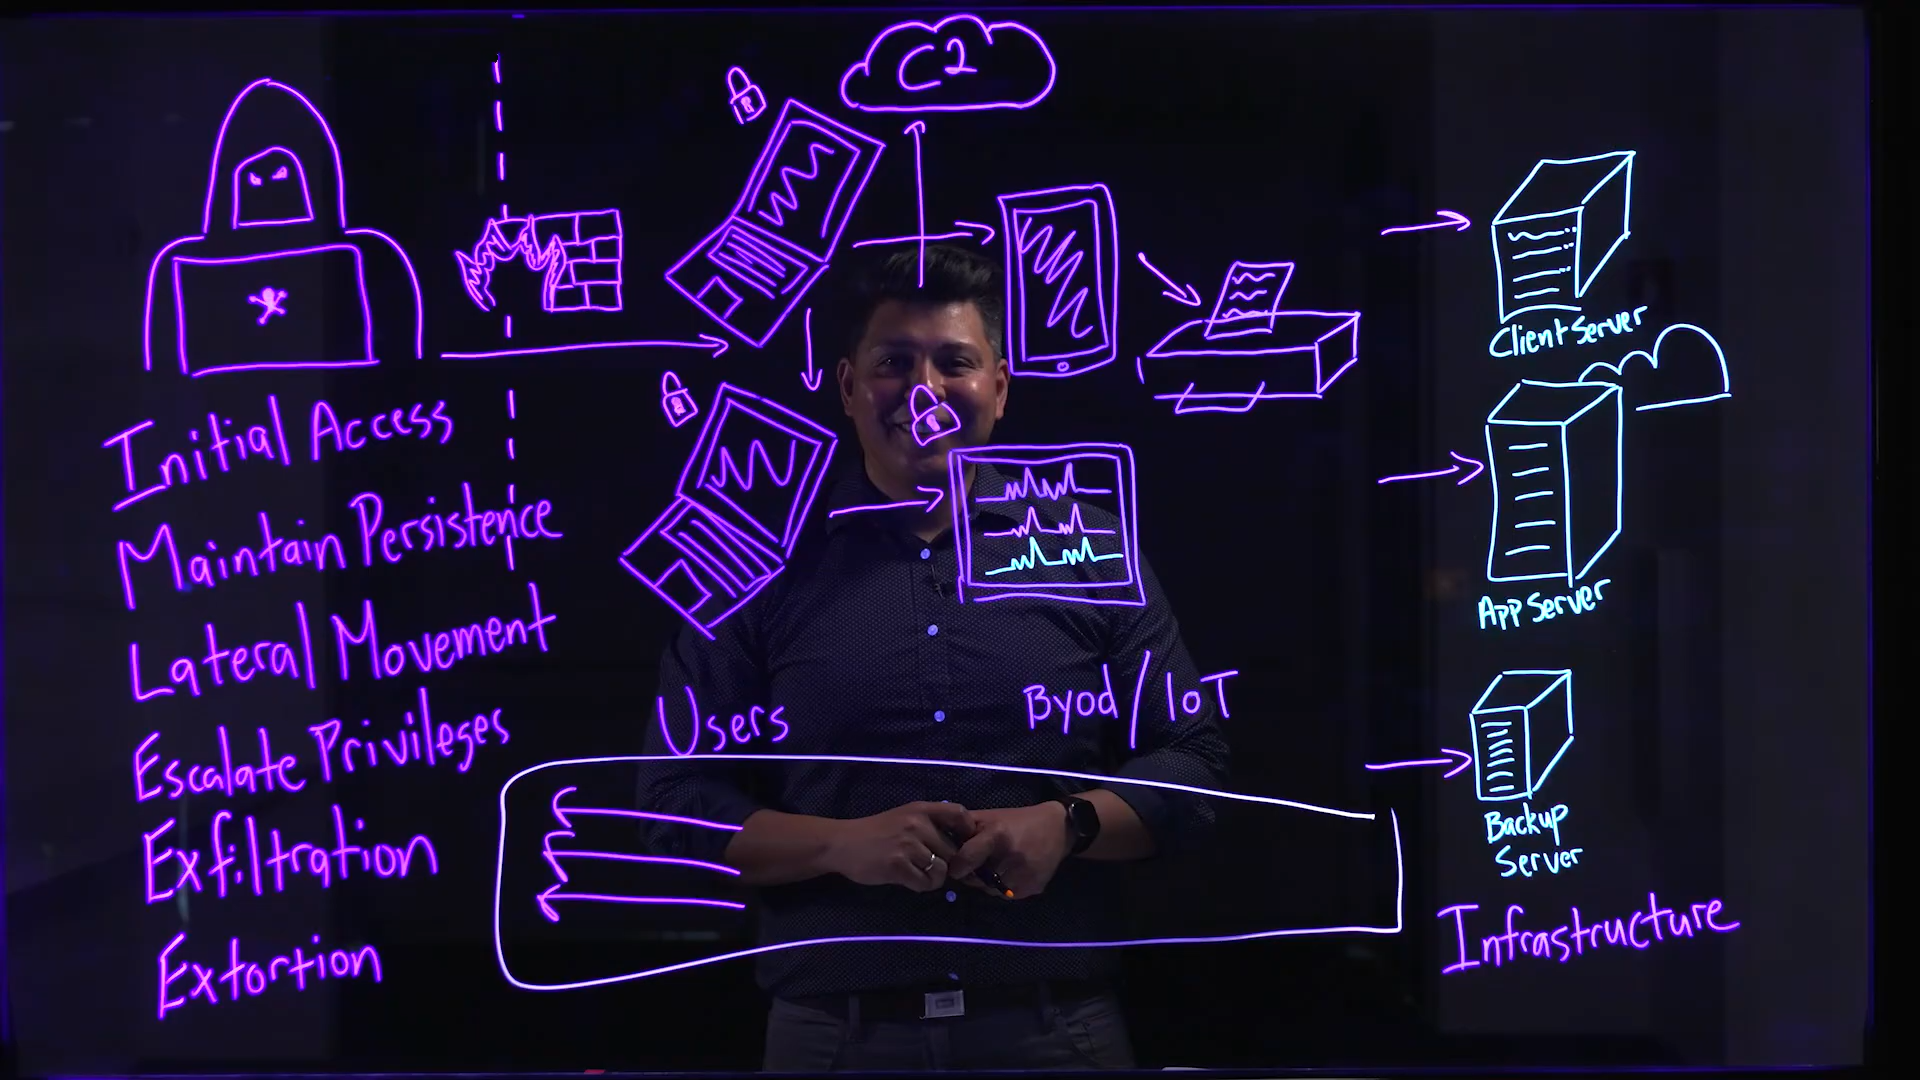 C2
Initial Access
Maintain Persistence
Lateral Movement
Escalate Privileges
Exfiltration
Extortion
Users
Byod / IoT
Client Server
App Server
Backup
Server
Infrastructure